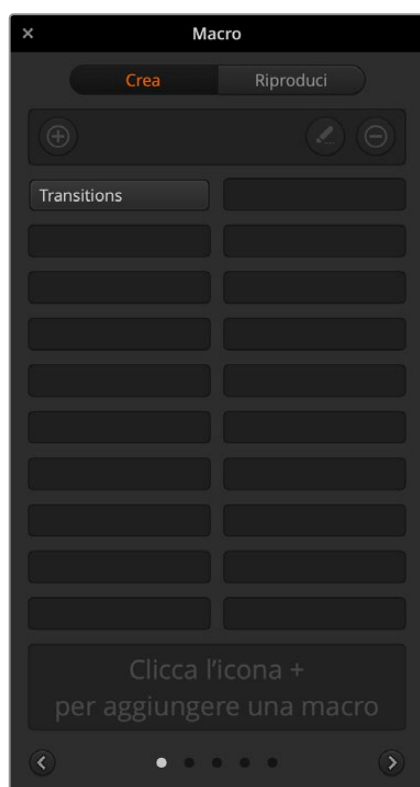 Macro
Crea
Riproduci
Transitions
Clicca l'icona +
per aggiungere una macro